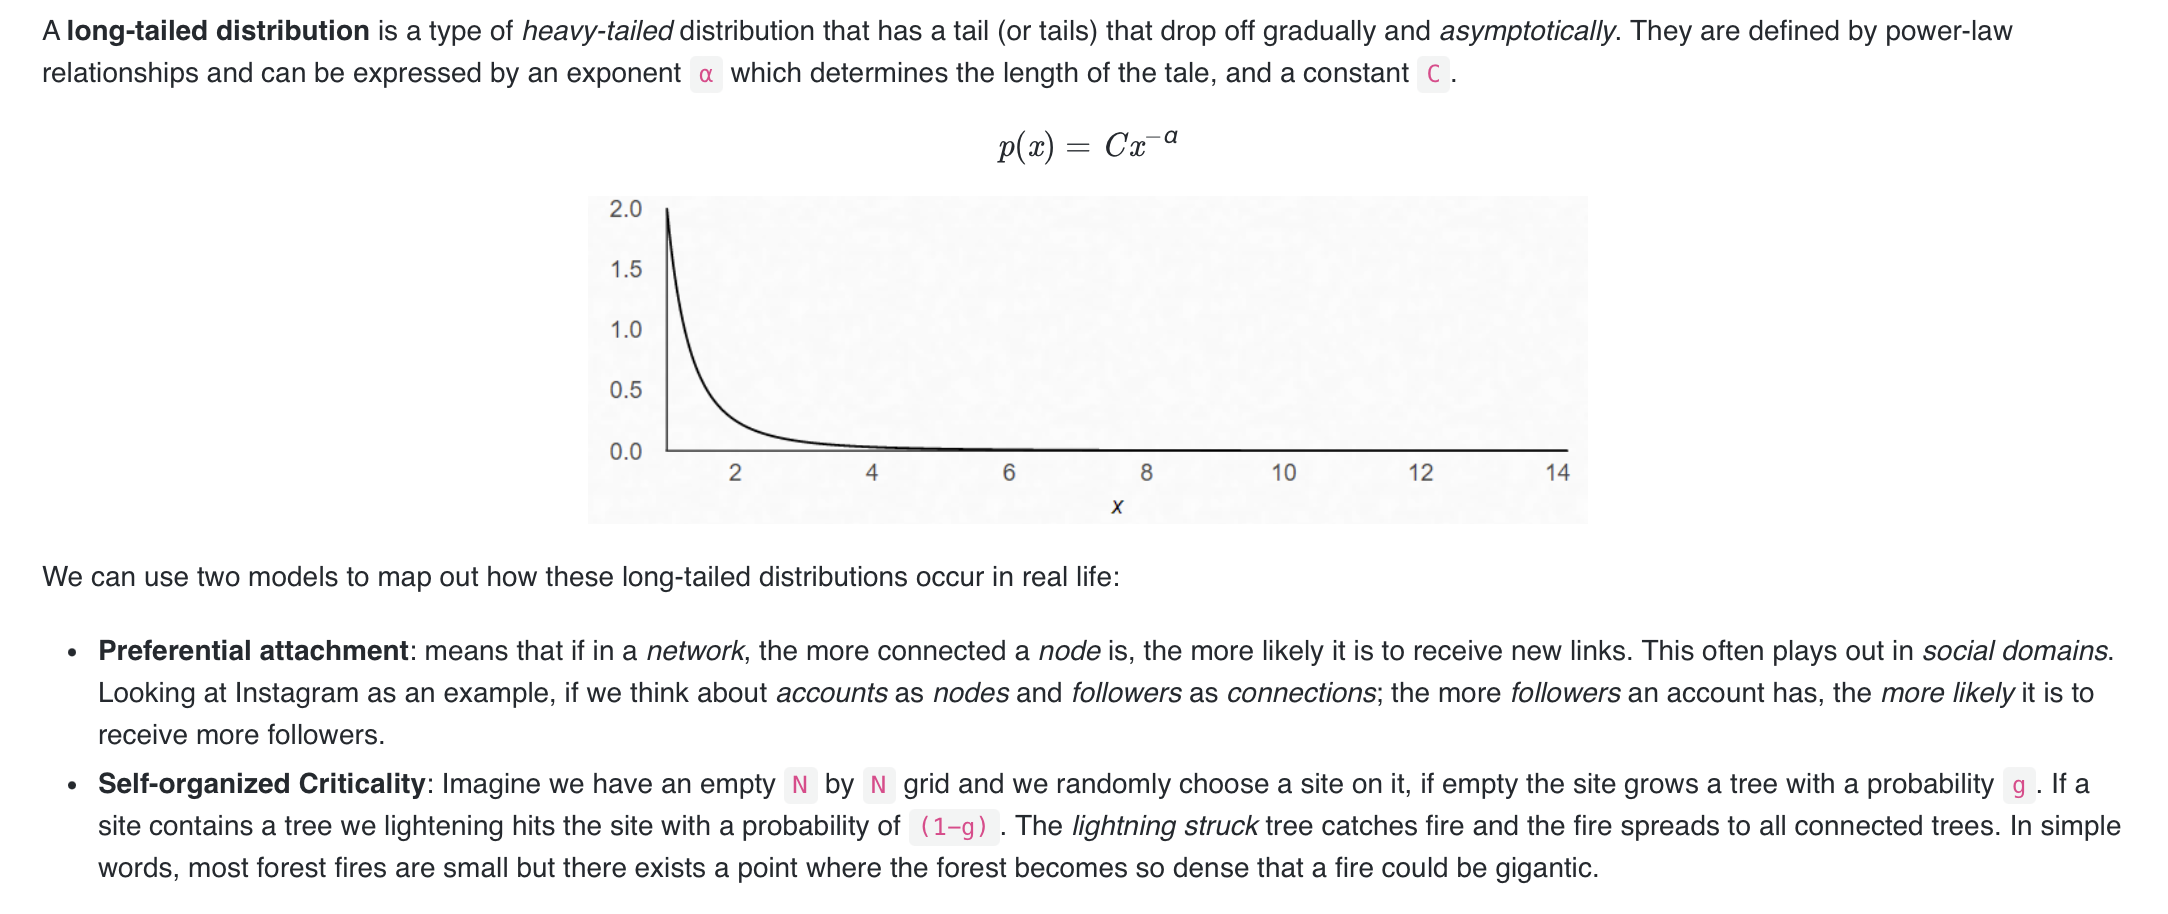 A long-tailed distribution is a type of heavy-tailed distribution that has a tail (or tails) that drop off gradually and asymptotically. They are defined by power-law
relationships and can be expressed by an exponent α which determines the length of the tale, and a constant C .
p(x) = Cx^{−α}
2.0
1.5
1.0
0.5
0.0
2 4 6 8 10 12 14
x
We can use two models to map out how these long-tailed distributions occur in real life:
• Preferential attachment: means that if in a network, the more connected a node is, the more likely it is to receive new links. This often plays out in social domains.
Looking at Instagram as an example, if we think about accounts as nodes and followers as connections; the more followers an account has, the more likely it is to
receive more followers.
• Self-organized Criticality: Imagine we have an empty N by N grid and we randomly choose a site on it, if empty the site grows a tree with a probability g . If a
site contains a tree we lightening hits the site with a probability of (1−g) . The lightning struck tree catches fire and the fire spreads to all connected trees. In simple
words, most forest fires are small but there exists a point where the forest becomes so dense that a fire could be gigantic.